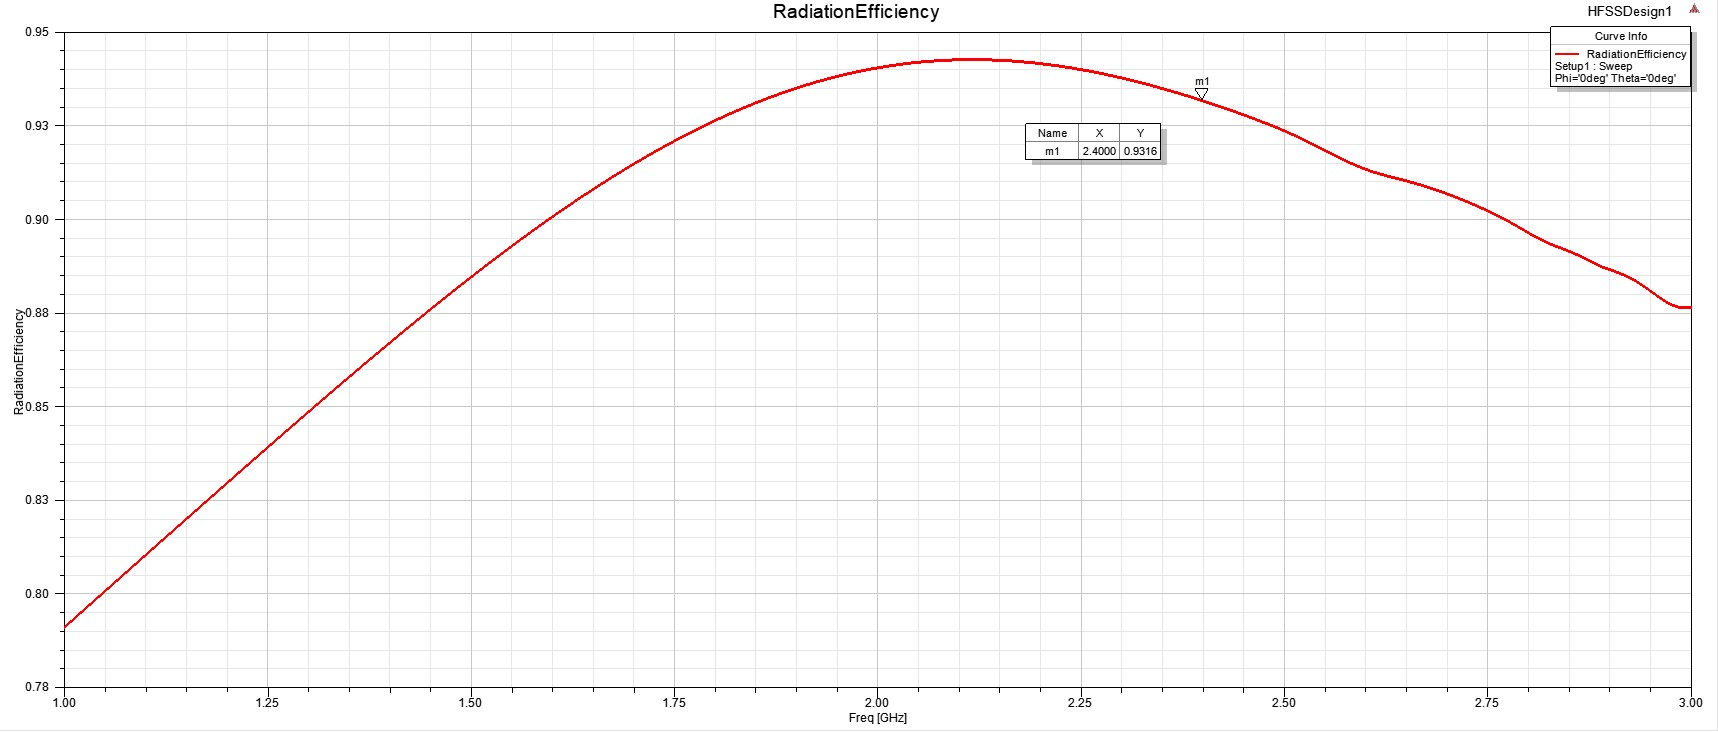 RadiationEfficiency
HFSSDesign1
Curve Info
RadiationEfficiency
Setup1 : Sweep
Phi='0deg' Theta='0deg'
m1
Name X Y
m1 2.4000 0.9316
RadiationEfficiency
0.95
0.93
0.90
0.88
0.85
0.83
0.80
0.78
1.00 1.25 1.50 1.75 2.00 2.25 2.50 2.75 3.00
Freq [GHz]